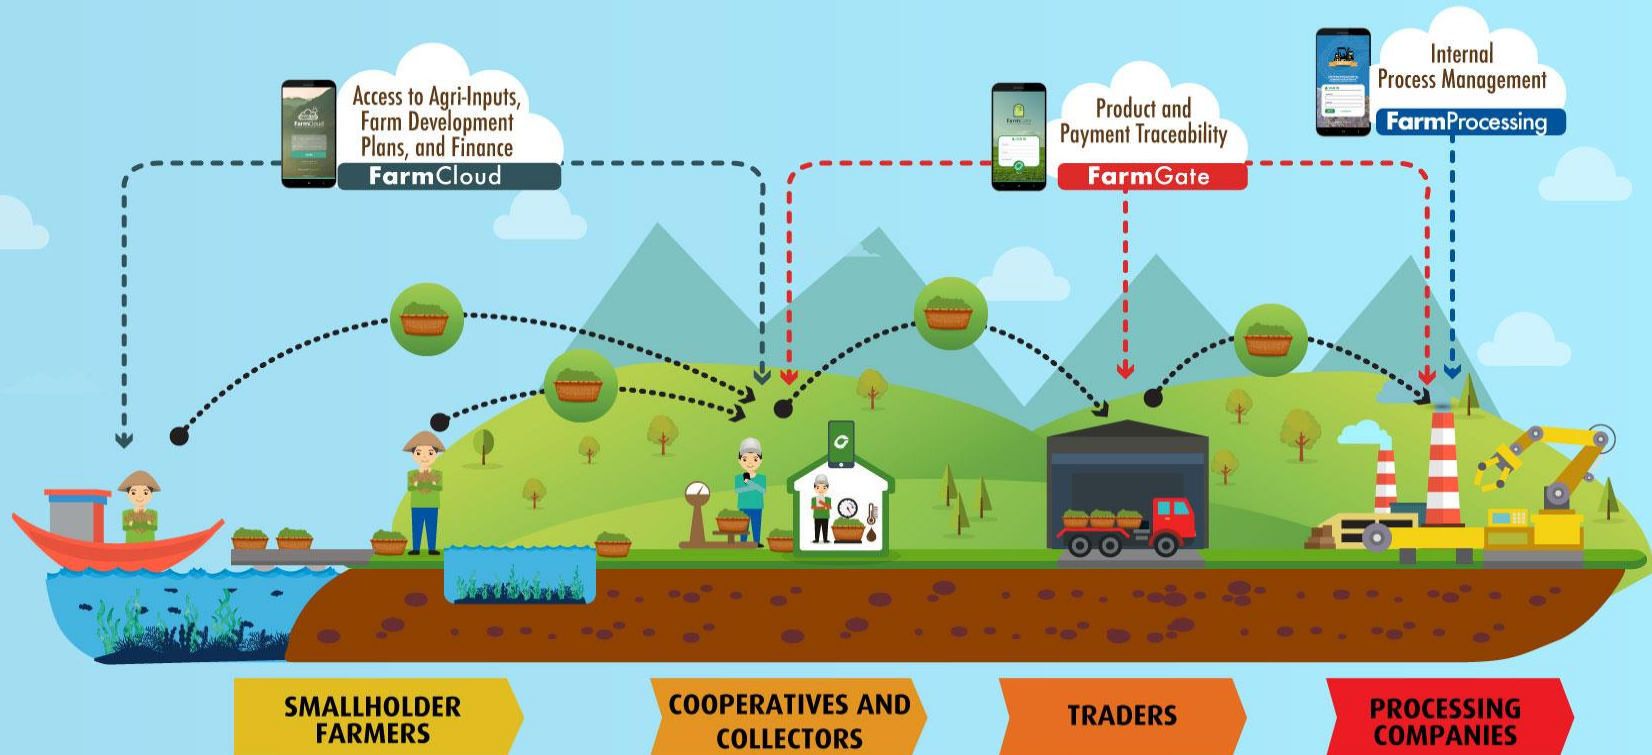 Access to Agri-Inputs,
Farm Development
Plans, and Finance
FarmCloud
FarmCloud
Product and
Payment Traceability
FarmGate
Internal
Process Management
FarmProcessing
SMALLHOLDER
FARMERS
COOPERATIVES AND
COLLECTORS
TRADERS
PROCESSING
COMPANIES